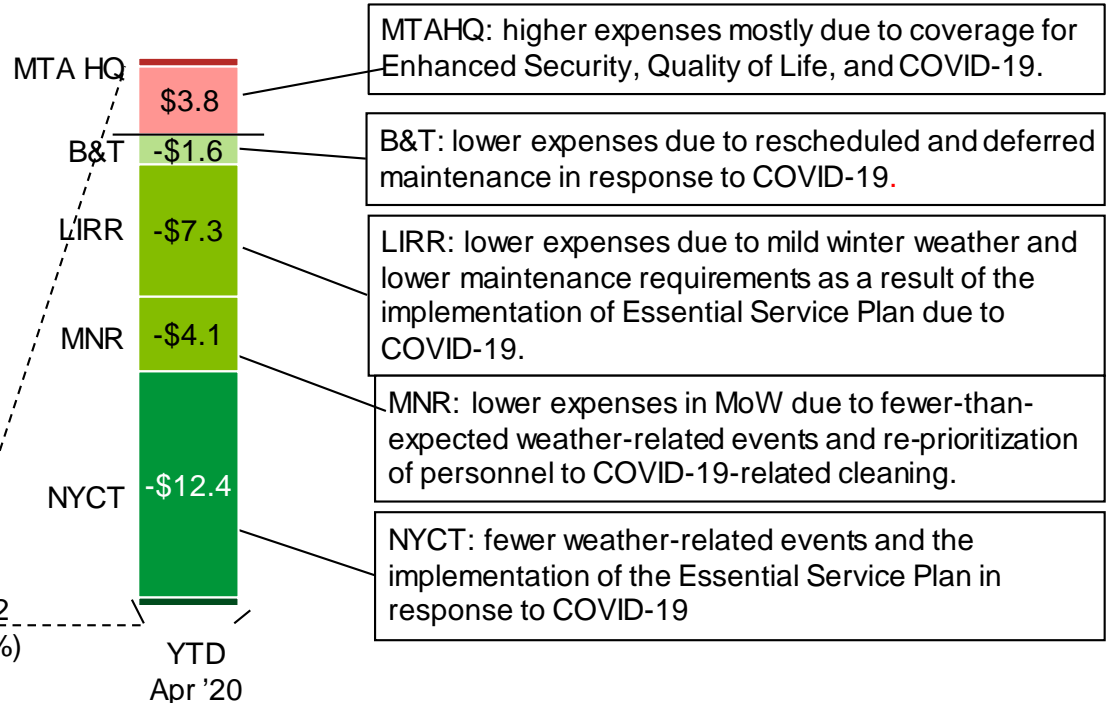 MTA HQ
$3.8
MTAHQ: higher expenses mostly due to coverage for
Enhanced Security, Quality of Life, and COVID-19.
B&T
-$1.6
B&T: lower expenses due to rescheduled and deferred
maintenance in response to COVID-19.
LIRR
-$7.3
LIRR: lower expenses due to mild winter weather and
lower maintenance requirements as a result of the
implementation of Essential Service Plan due to
COVID-19.
MNR
-$4.1
MNR: lower expenses in MoW due to fewer-than-
expected weather-related events and re-prioritization
of personnel to COVID-19-related cleaning.
NYCT
-$12.4
NYCT: fewer weather-related events and the
implementation of the Essential Service Plan in
response to COVID-19
2
%)
YTD
Apr '20